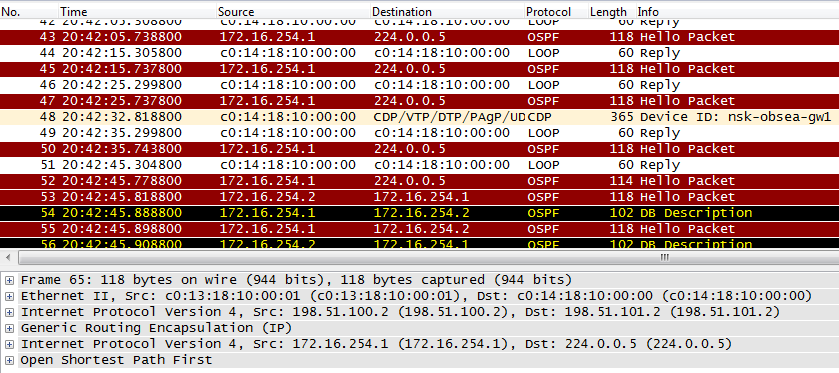 No. Time Source Destination Protocol Length Info
42 20:42:05.308800 c0:14:18:10:00:00 c0:14:18:10:00:00 LOOP 60 Reply
43 20:42:05.738800 172.16.254.1 224.0.0.5 OSPF 118 Hello Packet
44 20:42:15.305800 c0:14:18:10:00:00 c0:14:18:10:00:00 LOOP 60 Reply
45 20:42:15.737800 172.16.254.1 224.0.0.5 OSPF 118 Hello Packet
46 20:42:25.299800 c0:14:18:10:00:00 c0:14:18:10:00:00 LOOP 60 Reply
47 20:42:25.737800 172.16.254.1 224.0.0.5 OSPF 118 Hello Packet
48 20:42:32.818800 c0:14:18:10:00:00 CDP/VTP/DTP/PAgP/UD CDP 365 Device ID: nsk-obsea-gw1
49 20:42:35.299800 c0:14:18:10:00:00 c0:14:18:10:00:00 LOOP 60 Reply
50 20:42:35.743800 172.16.254.1 224.0.0.5 OSPF 118 Hello Packet
51 20:42:45.304800 c0:14:18:10:00:00 c0:14:18:10:00:00 LOOP 60 Reply
52 20:42:45.778800 172.16.254.1 224.0.0.5 OSPF 114 Hello Packet
53 20:42:45.818800 172.16.254.2 172.16.254.1 OSPF 118 Hello Packet
54 20:42:45.888800 172.16.254.1 172.16.254.2 OSPF 102 DB Description
55 20:42:45.898800 172.16.254.1 172.16.254.2 OSPF 118 Hello Packet
56 20:42:45.908800 172.16.254.2 172.16.254.1 OSPF 102 DB Description
Frame 65: 118 bytes on wire (944 bits), 118 bytes captured (944 bits)
Ethernet II, Src: c0:13:18:10:00:01 (c0:13:18:10:00:01), Dst: c0:14:18:10:00:00 (c0:14:18:10:00:00)
Internet Protocol Version 4, Src: 198.51.100.2 (198.51.100.2), Dst: 198.51.101.2 (198.51.101.2)
Generic Routing Encapsulation (IP)
Internet Protocol Version 4, Src: 172.16.254.1 (172.16.254.1), Dst: 224.0.0.5 (224.0.0.5)
Open Shortest Path First